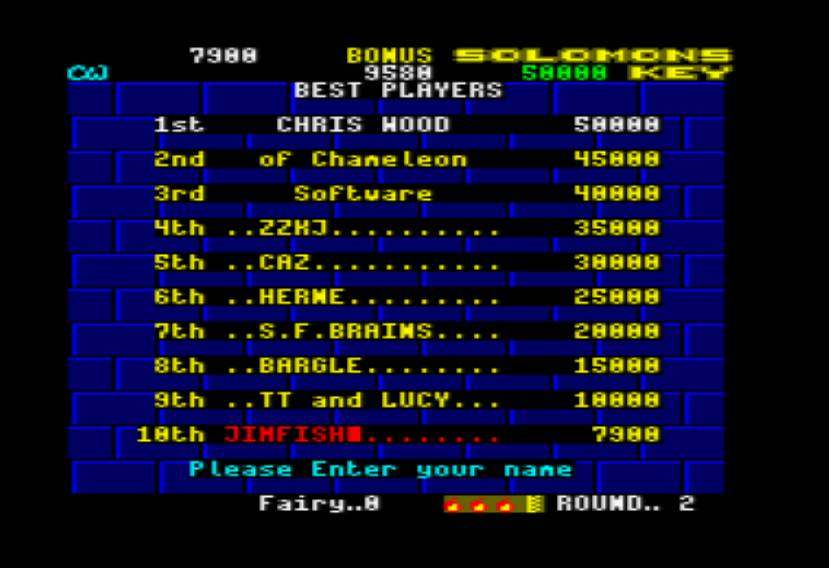 7900 BONUS SOLOMONS
CW 9580 50000 KEY
BEST PLAYERS
1st CHRIS WOOD 50000
2nd of Chameleon 45000
3rd Software 40000
4th ..ZZKJ.......... 35000
5th ..CAZ........... 30000
6th ..HERME......... 25000
7th ..S.F.BRAINS.... 20000
8th ..BARGLE........ 15000
9th ..TT and LUCY... 10000
10th JIMFISH........ 7900
Please Enter your name
Fairy..0 ROUND.. 2